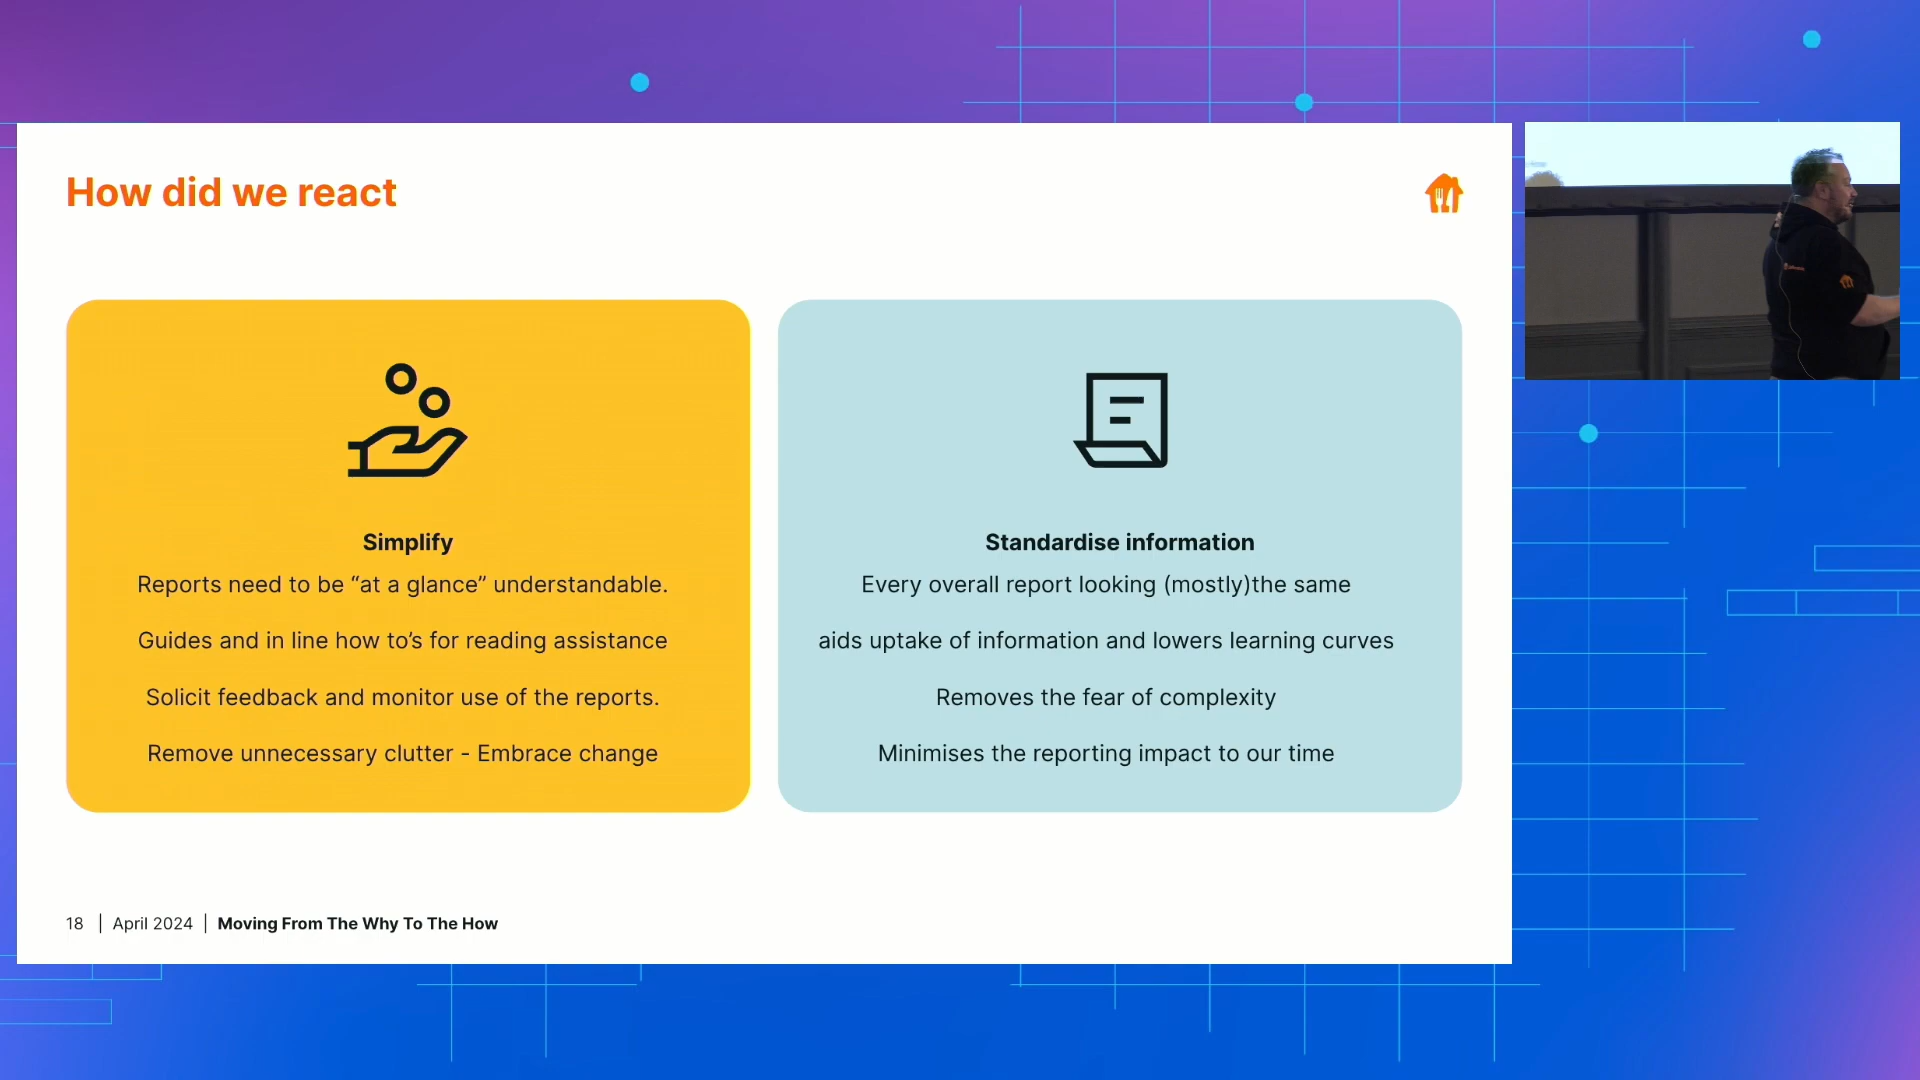 How did we react
Simplify
Reports need to be “at a glance” understandable.
Guides and in line how to’s for reading assistance
Solicit feedback and monitor use of the reports.
Remove unnecessary clutter - Embrace change
Standardise information
Every overall report looking (mostly)the same
aids uptake of information and lowers learning curves
Removes the fear of complexity
Minimises the reporting impact to our time
18 | April 2024 | Moving From The Why To The How